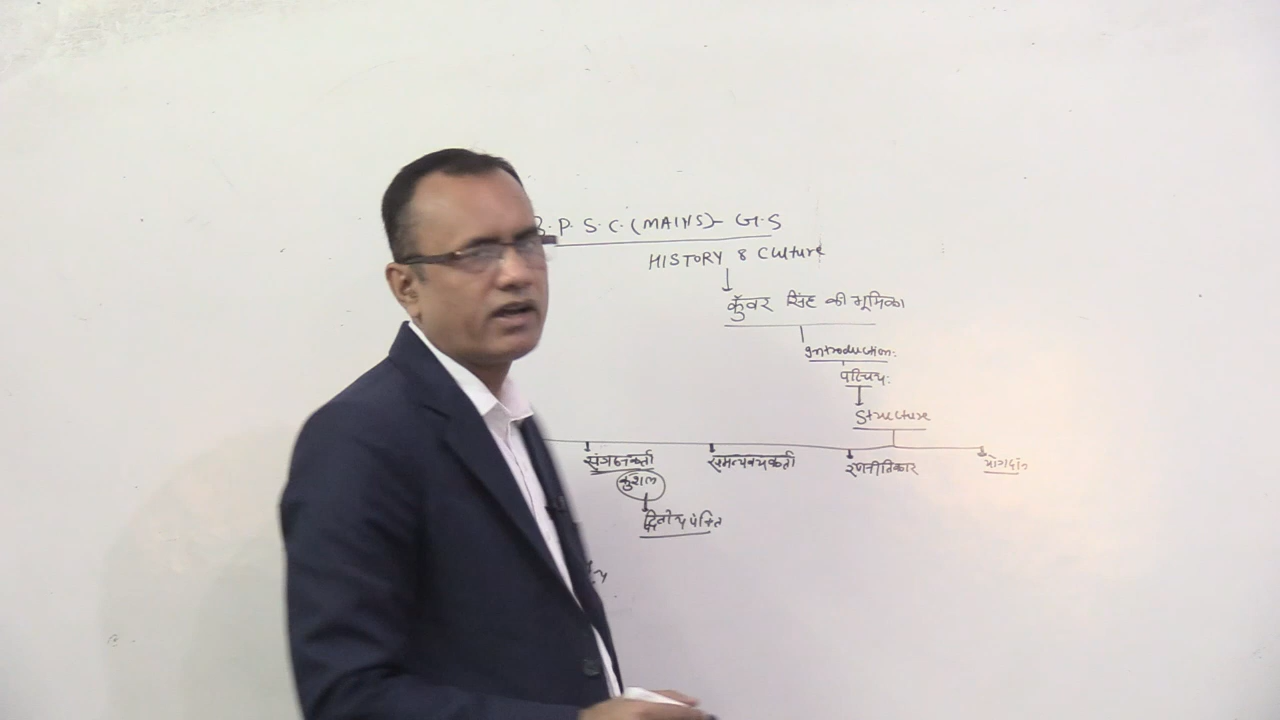 B.P.S.C.(MAINS)- G.S
HISTORY & Culture
कुँवर सिंह की भूमिका
Introduction:
परिचय:
Structure
संगठनकर्ता समन्वयकर्ता रणनीतिकार योगदान
कुशल
द्वितीय पंक्ति